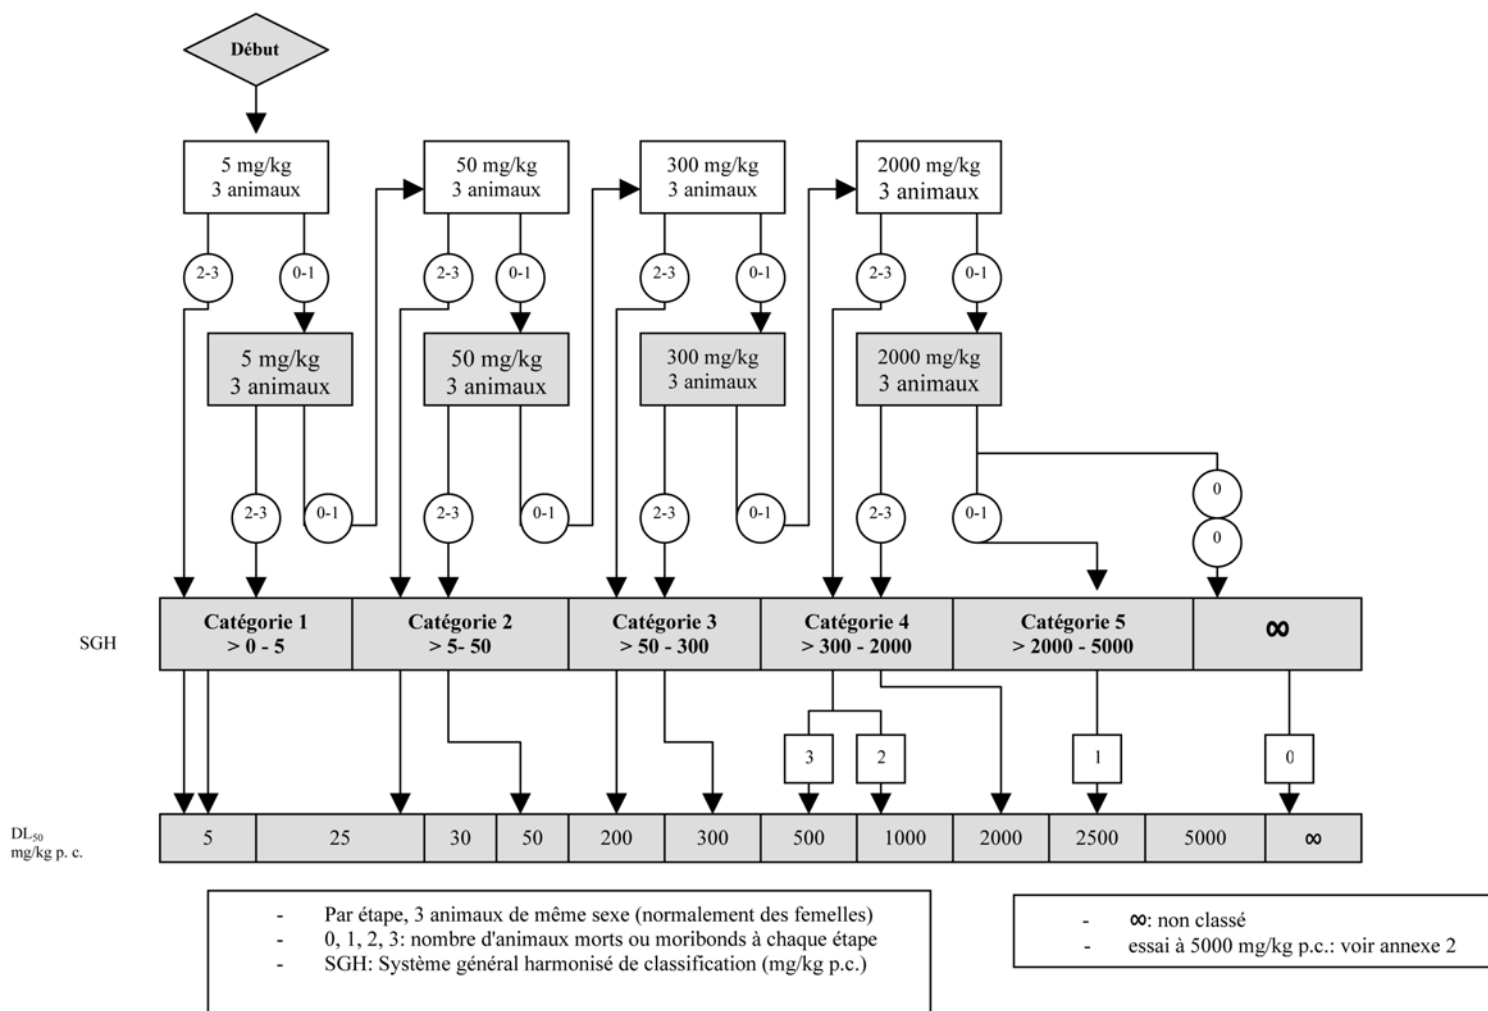 Début
5 mg/kg
3 animaux
50 mg/kg
3 animaux
300 mg/kg
3 animaux
2000 mg/kg
3 animaux
2-3
0-1
2-3
0-1
2-3
0-1
2-3
0-1
5 mg/kg
3 animaux
50 mg/kg
3 animaux
300 mg/kg
3 animaux
2000 mg/kg
3 animaux
2-3
0-1
2-3
0-1
2-3
0-1
2-3
0-1
0
0
SGH
Catégorie 1
> 0 - 5
Catégorie 2
> 5- 50
Catégorie 3
> 50 - 300
Catégorie 4
> 300 - 2000
Catégorie 5
> 2000 - 5000
∞
3
2
1
0
DL50
mg/kg p. c.
5
25
30
50
200
300
500
1000
2000
2500
5000
∞
- Par étape, 3 animaux de même sexe (normalement des femelles)
- 0, 1, 2, 3: nombre d'animaux morts ou moribonds à chaque étape
- SGH: Système général harmonisé de classification (mg/kg p.c.)
- ∞: non classé
- essai à 5000 mg/kg p.c.: voir annexe 2